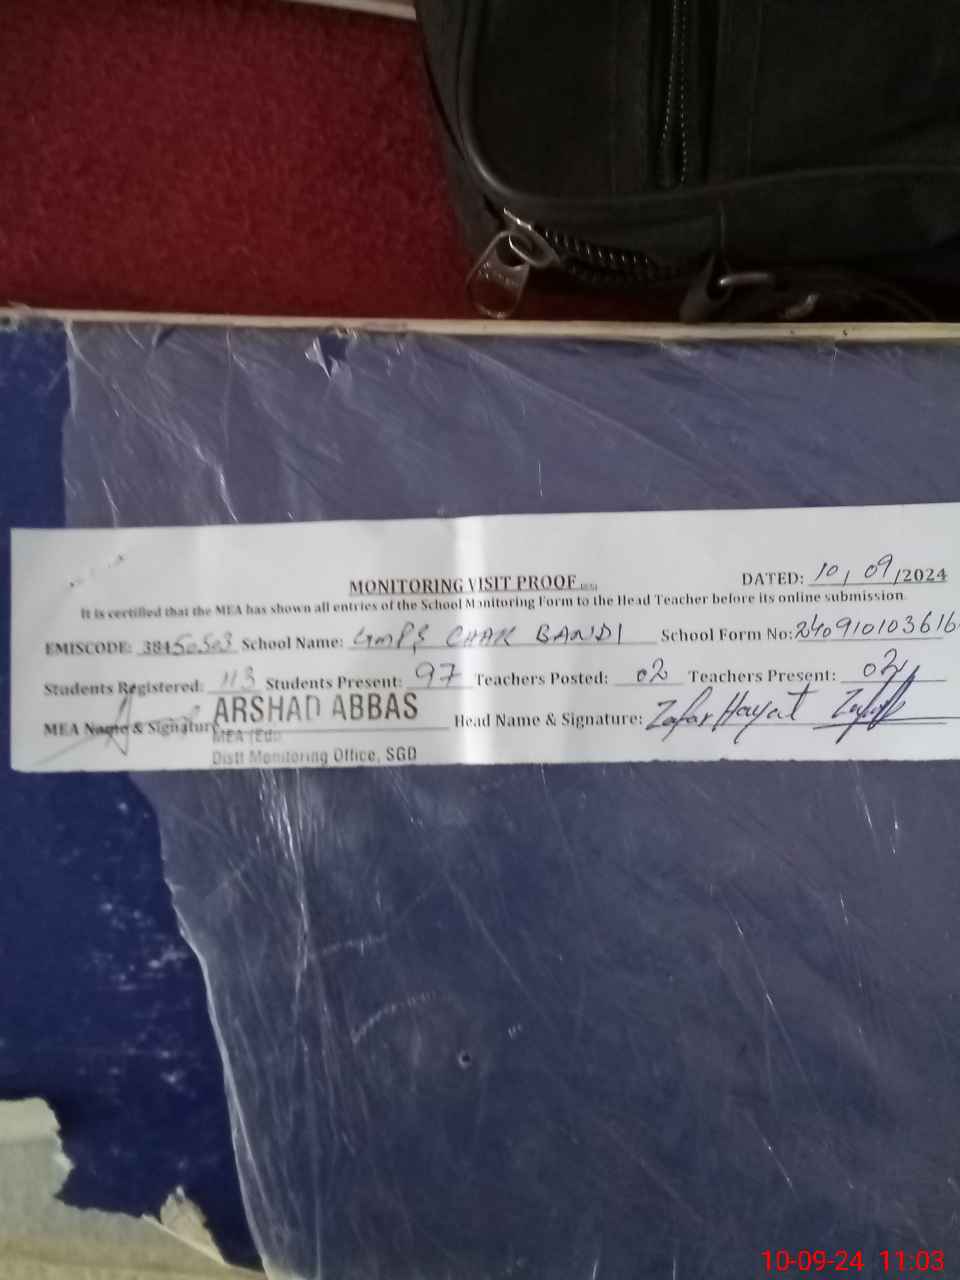 MONITORING VISIT PROOF
DATED: 10/09/2024
It is certified that the MEA has shown all entries of the School Monitoring Form to the Head Teacher before its online submission.
EMISCODE: 38450503 School Name: GMPS CHAK BANDI School Form No: 240910103616
Students Registered: 113 Students Present: 97 Teachers Posted: 02 Teachers Present: 02
MEA Name & Signature ARSHAD ABBAS Head Name & Signature: Zafar Hayat
MEA (Edu)
Distt Monitoring Office, SGD
10-09-24 11:03